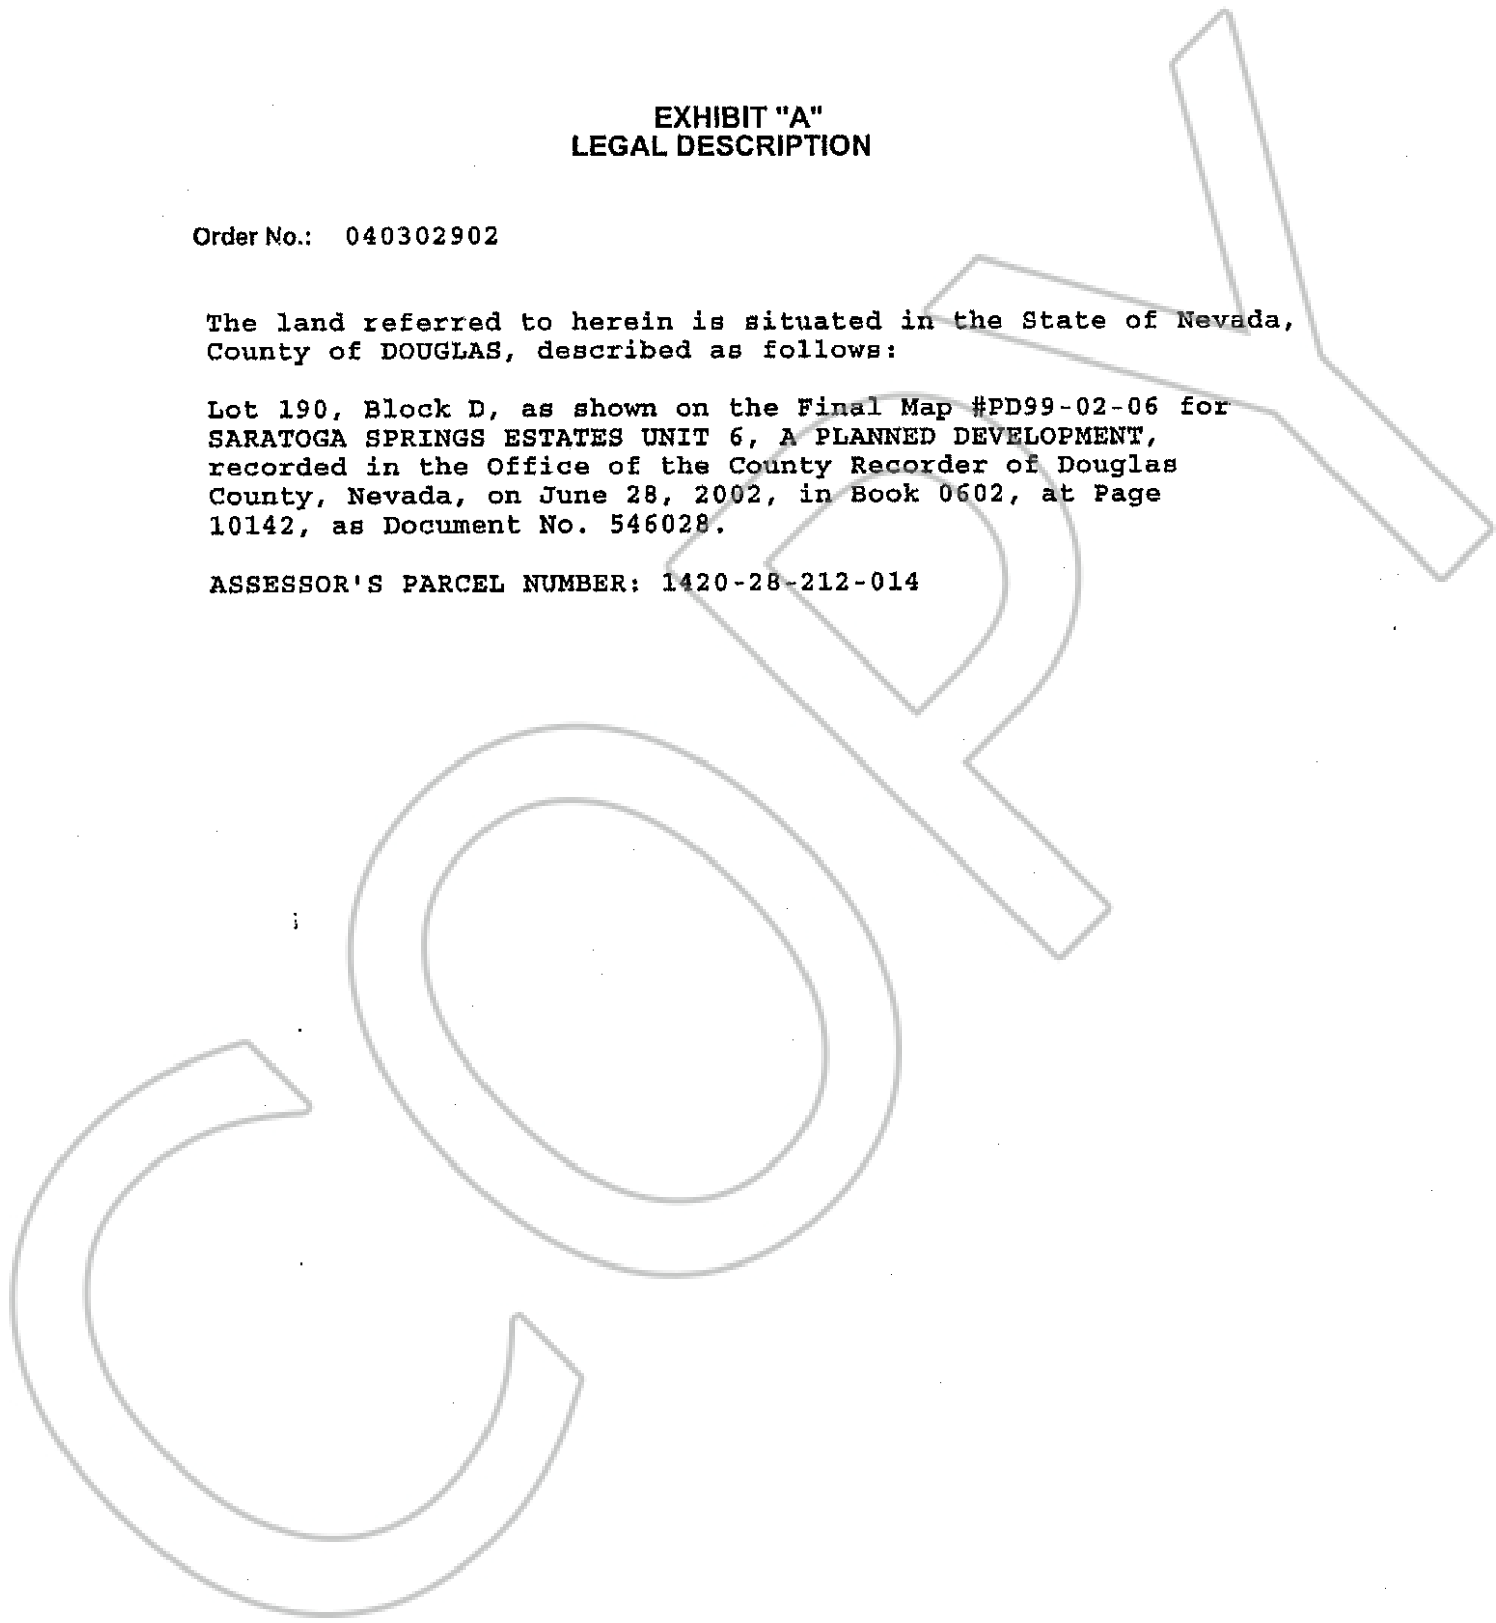 EXHIBIT "A"
LEGAL DESCRIPTION
Order No.: 040302902
The land referred to herein is situated in the State of Nevada,
County of DOUGLAS, described as follows:
Lot 190, Block D, as shown on the Final Map #PD99-02-06 for
SARATOGA SPRINGS ESTATES UNIT 6, A PLANNED DEVELOPMENT,
recorded in the Office of the County Recorder of Douglas
County, Nevada, on June 28, 2002, in Book 0602, at Page
10142, as Document No. 546028.
ASSESSOR'S PARCEL NUMBER: 1420-28-212-014
COPY